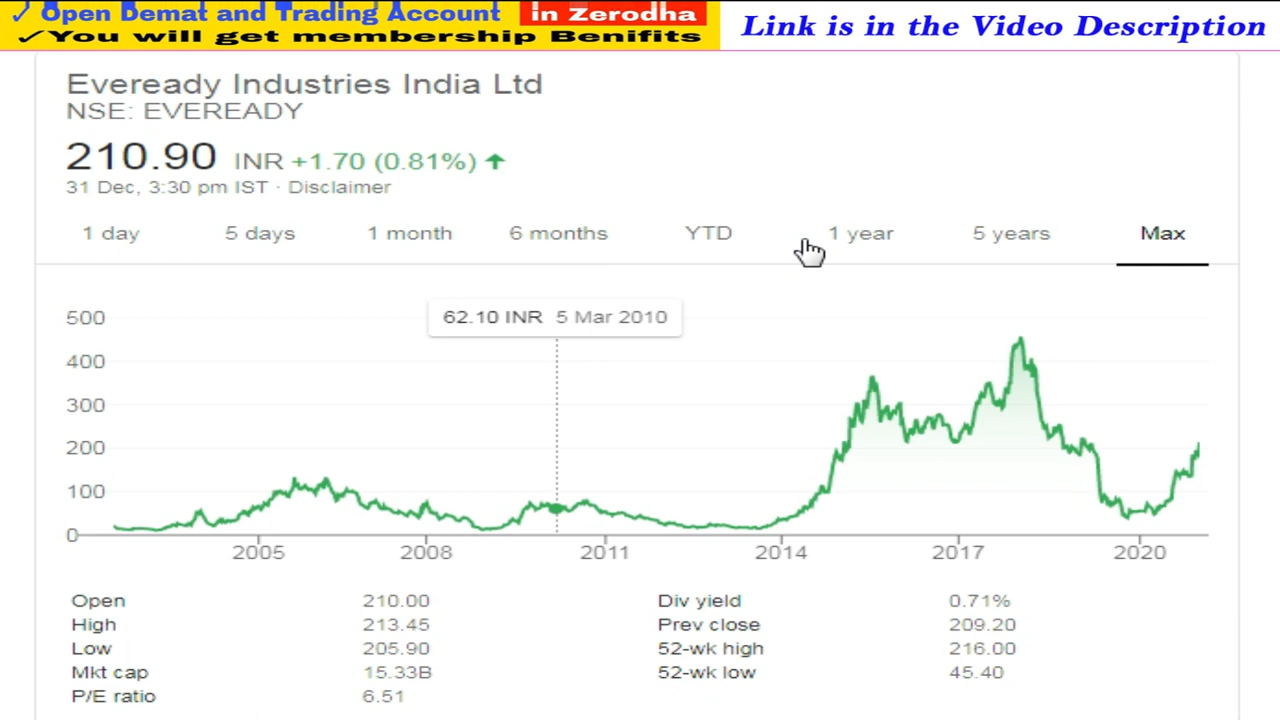 ✓ Open Demat and Trading Account in Zerodha
✓You will get membership Benifits
Link is in the Video Description
Eveready Industries India Ltd
NSE: EVEREADY
210.90 INR +1.70 (0.81%) ↑
31 Dec, 3:30 pm IST · Disclaimer
1 day 5 days 1 month 6 months YTD 1 year 5 years Max
62.10 INR 5 Mar 2010
500
400
300
200
100
0
2005 2008 2011 2014 2017 2020
Open 210.00 Div yield 0.71%
High 213.45 Prev close 209.20
Low 205.90 52-wk high 216.00
Mkt cap 15.33B 52-wk low 45.40
P/E ratio 6.51